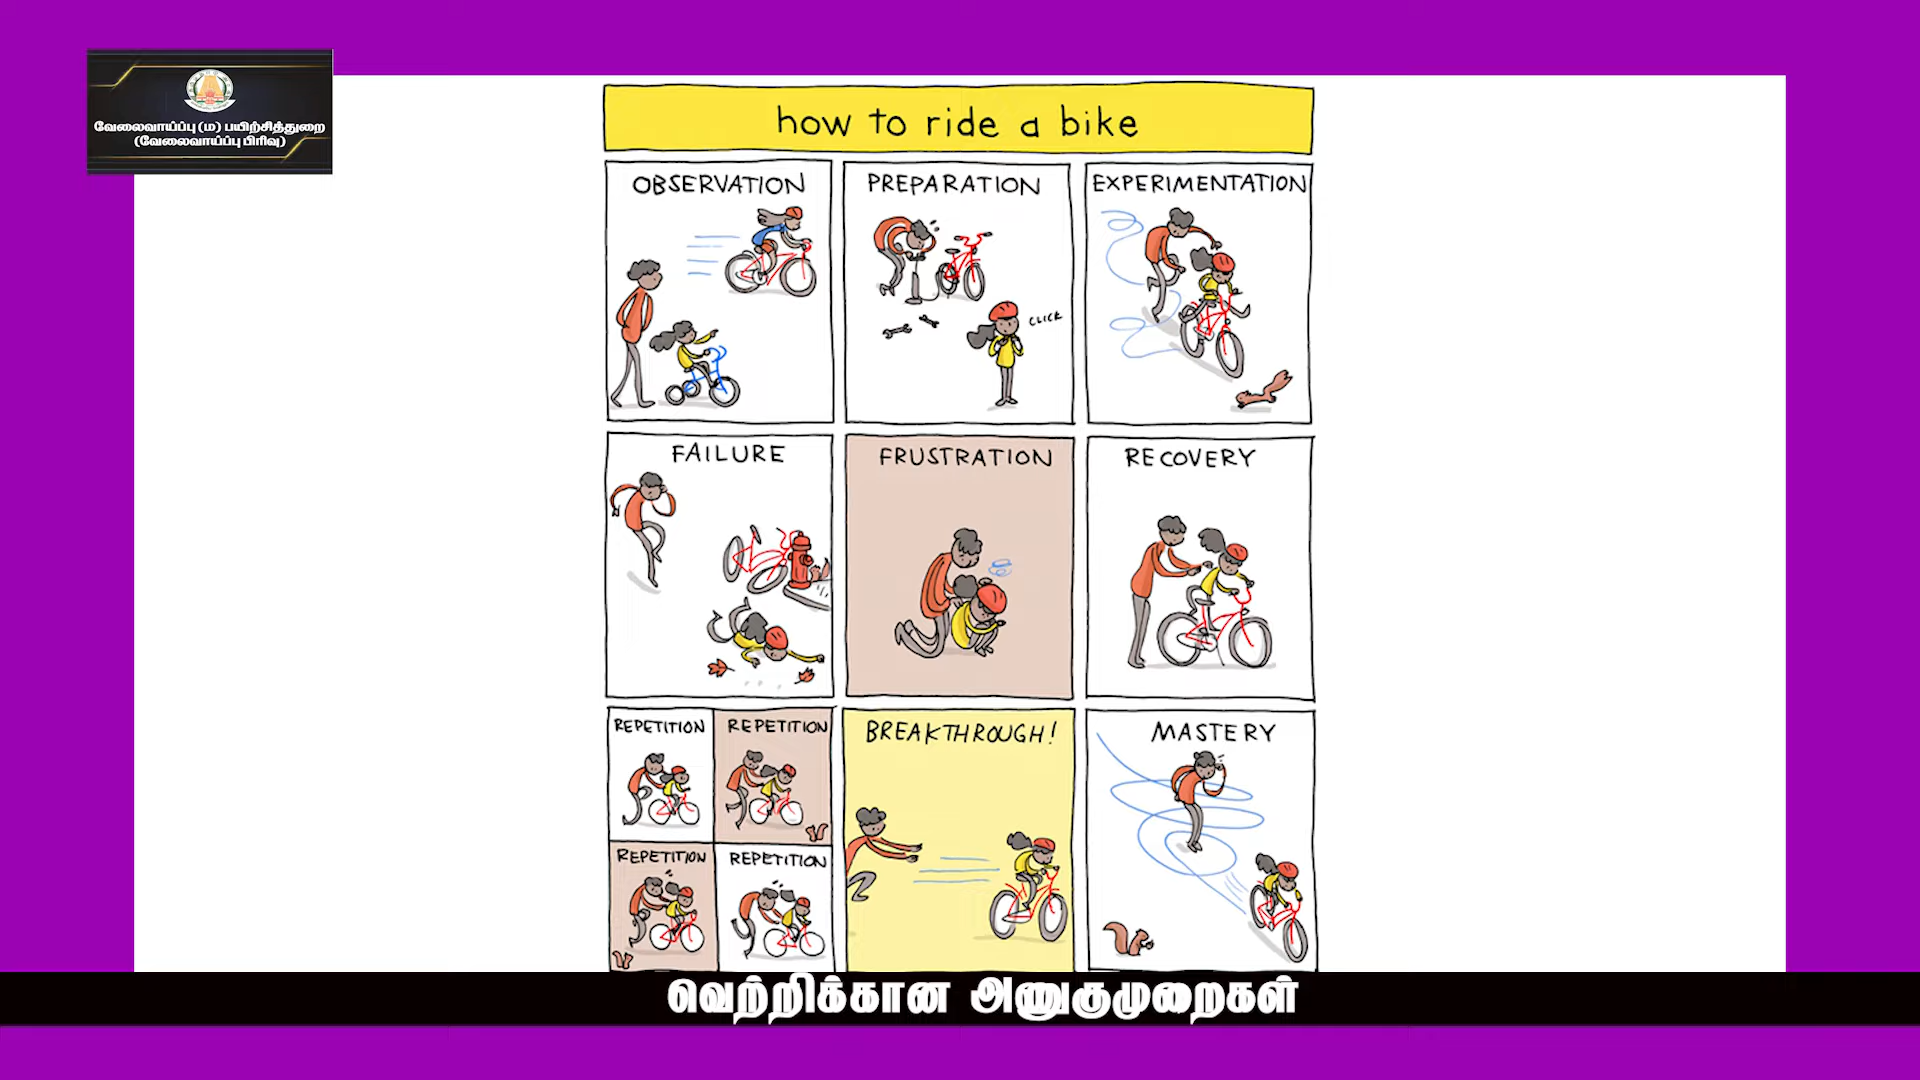 வேலைவாய்ப்பு (ம) பயிற்சித்துறை
(வேலைவாய்ப்பு பிரிவு)
how to ride a bike
OBSERVATION
PREPARATION
CLICK
EXPERIMENTATION
FAILURE
FRUSTRATION
RECOVERY
REPETITION
REPETITION
REPETITION
REPETITION
BREAKTHROUGH!
MASTERY
வெற்றிக்கான அணுகுமுறைகள்